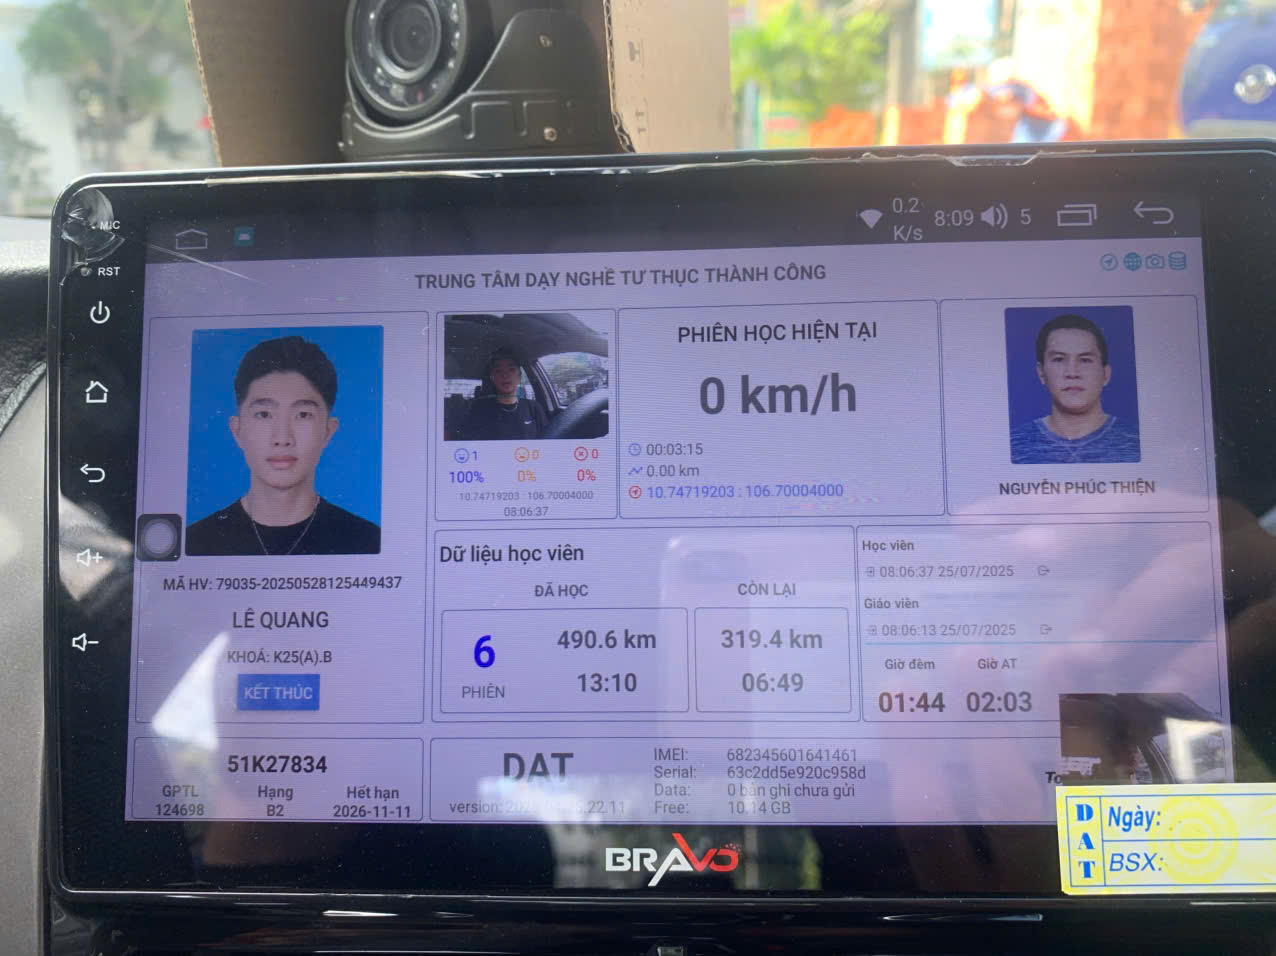 MIC
RST
0.2
K/s
8:09
5
TRUNG TÂM DẠY NGHỀ TƯ THỤC THÀNH CÔNG
MÃ HV: 79035-20250528125449437
LÊ QUANG
KHOÁ: K25(A).B
KẾT THÚC
1 0 0
100% 0% 0%
10.74719203 : 106.70004000
08:06:37
PHIÊN HỌC HIỆN TẠI
0 km/h
00:03:15
0.00 km
10.74719203 : 106.70004000
NGUYỄN PHÚC THIỆN
Dữ liệu học viên
ĐÃ HỌC
6
PHIÊN
490.6 km
13:10
CÒN LẠI
319.4 km
06:49
Học viên
08:06:37 25/07/2025
Giáo viên
08:06:13 25/07/2025
Giờ đêm Giờ AT
01:44 02:03
51K27834
GPTL Hạng Hết hạn
124698 B2 2026-11-11
DAT
version:
IMEI: 682345601641461
Serial: 63c2dd5e920c958d
Data: 0 bản ghi chưa gửi
Free: 10.14 GB
BRAVO
DAT
Ngày:
BSX: